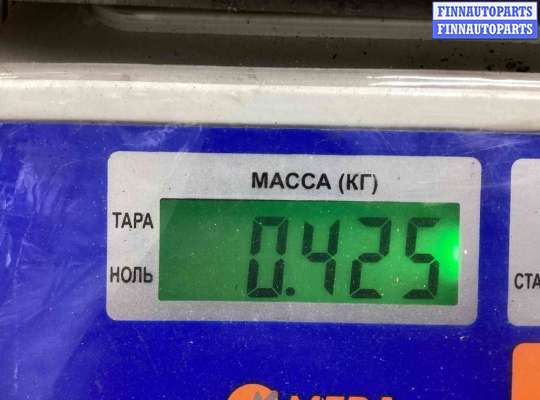 FINNAUTOPARTS
FINNAUTOPARTS
МАССА (КГ)
ТАРА
0.425
НОЛЬ